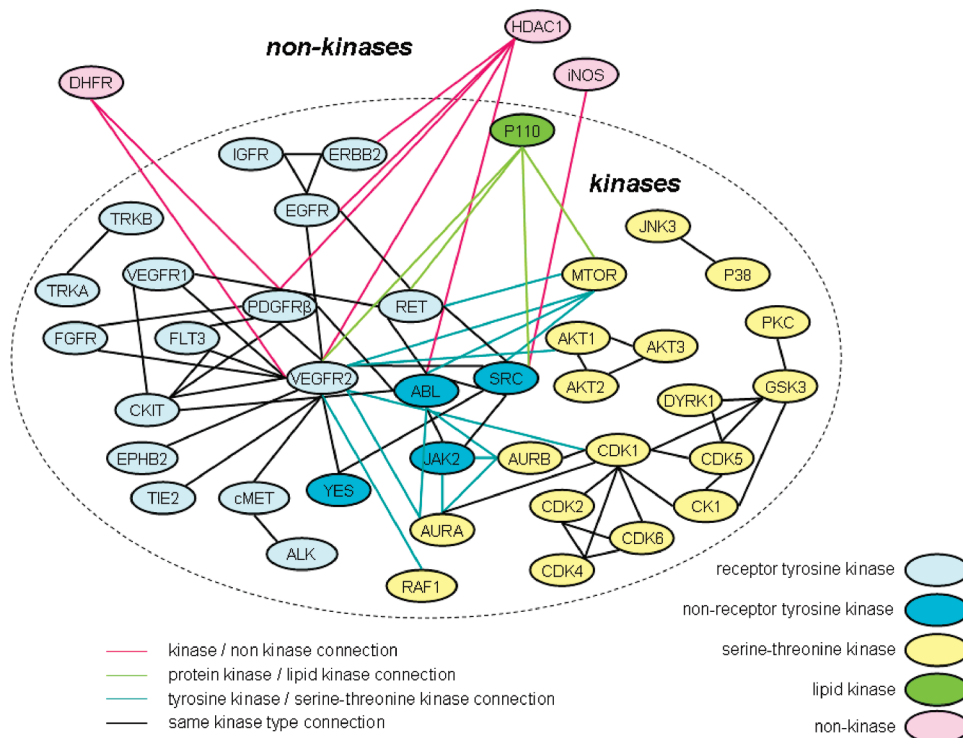 HDAC1
non-kinases
iNOS
DHFR
P110
IGFR
ERBB2
kinases
EGFR
TRKB
JNK3
VEGFR1
MTOR
P38
TRKA
PDGFRβ
RET
PKC
FGFR
FLT3
AKT1
AKT3
VEGFR2
SRC
ABL
AKT2
GSK3
DYRK1
CKIT
EPHB2
JAK2
AURB
CDK1
CDK5
TIE2
cMET
YES
CDK2
CK1
AURA
CDK6
ALK
CDK4
RAF1
receptor tyrosine kinase
non-receptor tyrosine kinase
serine-threonine kinase
lipid kinase
non-kinase
kinase / non kinase connection
protein kinase / lipid kinase connection
tyrosine kinase / serine-threonine kinase connection
same kinase type connection